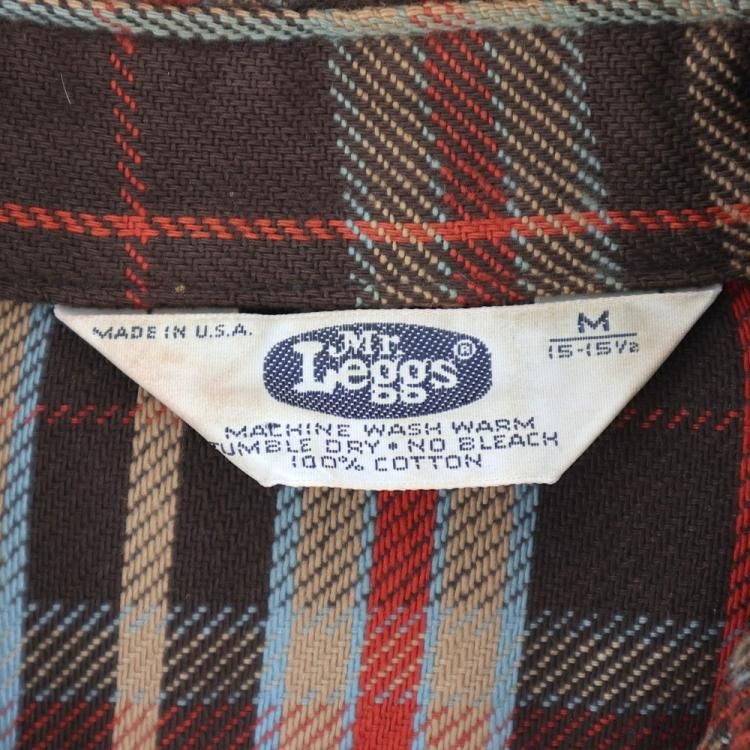 MADE IN U.S.A.
Mr.
Leggs®
M
15-15½
MACHINE WASH WARM
TUMBLE DRY • NO BLEACH
100% COTTON